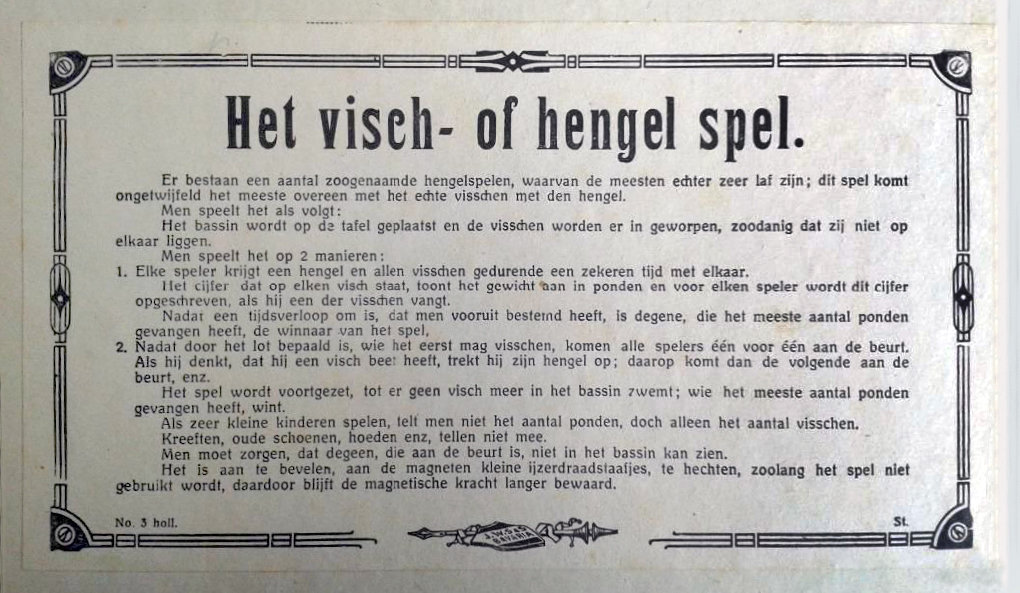 Het visch- of hengel spel.
Er bestaan een aantal zoogenaamde hengelspelen, waarvan de meesten echter zeer laf zijn; dit spel komt
ongetwijfeld het meeste overeen met het echte visschen met den hengel.
Men speelt het als volgt:
Het bassin wordt op de tafel geplaatst en de visschen worden er in geworpen, zoodanig dat zij niet op
elkaar liggen.
Men speelt het op 2 manieren:
1. Elke speler krijgt een hengel en allen visschen gedurende een zekeren tijd met elkaar.
Het cijfer dat op elken visch staat, toont het gewicht aan in ponden en voor elken speler wordt dit cijfer
opgeschreven, als hij een der visschen vangt.
Nadat een tijdsverloop om is, dat men vooruit bestemd heeft, is degene, die het meeste aantal ponden
gevangen heeft, de winnaar van het spel.
2. Nadat door het lot bepaald is, wie het eerst mag visschen, komen alle spelers één voor één aan de beurt.
Als hij denkt, dat hij een visch beet heeft, trekt hij zijn hengel op; daarop komt dan de volgende aan de
beurt, enz.
Het spel wordt voortgezet, tot er geen visch meer in het bassin zwemt; wie het meeste aantal ponden
gevangen heeft, wint.
Als zeer kleine kinderen spelen, telt men niet het aantal ponden, doch alleen het aantal visschen.
Kreeften, oude schoenen, hoeden enz, tellen niet mee.
Men moet zorgen, dat degeen, die aan de beurt is, niet in het bassin kan zien.
Het is aan te bevelen, aan de magneten kleine ijzerdraadstaafjes, te hechten, zoolang het spel niet
gebruikt wordt, daardoor blijft de magnetische kracht langer bewaard.
No. 3 holl.
St.
J.W.S&S
BAVARIA